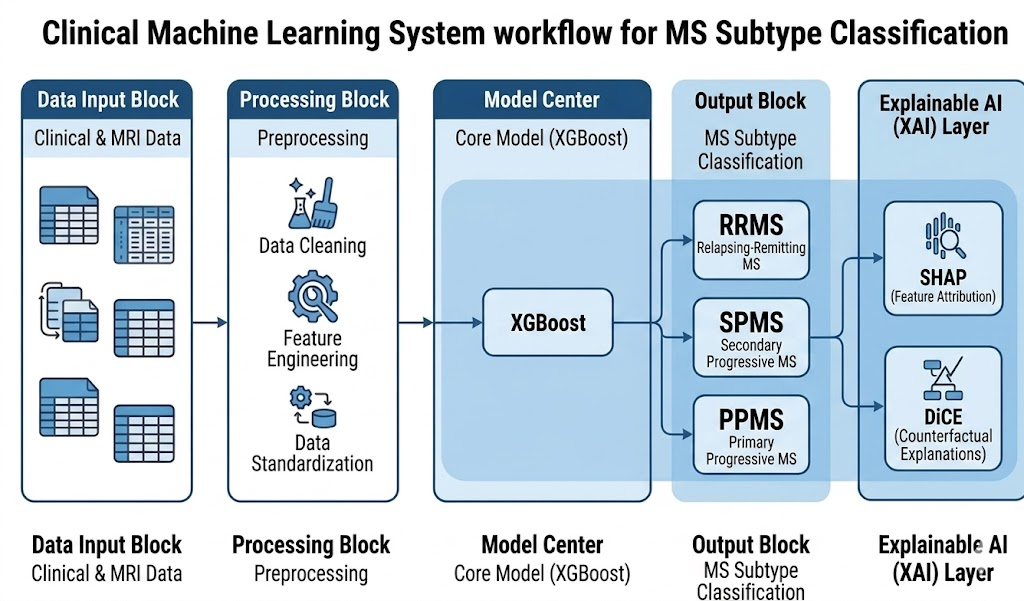 Clinical Machine Learning System workflow for MS Subtype Classification
Data Input Block
Clinical & MRI Data
Processing Block
Preprocessing
Data Cleaning
Feature
Engineering
Data
Standardization
Model Center
Core Model (XGBoost)
XGBoost
Output Block
MS Subtype
Classification
RRMS
Relapsing-Remitting
MS
SPMS
Secondary
Progressive MS
PPMS
Primary
Progressive MS
Explainable AI
(XAI) Layer
SHAP
(Feature Attribution)
DiCE
(Counterfactual
Explanations)
Data Input Block
Clinical & MRI Data
Processing Block
Preprocessing
Model Center
Core Model (XGBoost)
Output Block
MS Subtype
Classification
Explainable AI
(XAI) Layer